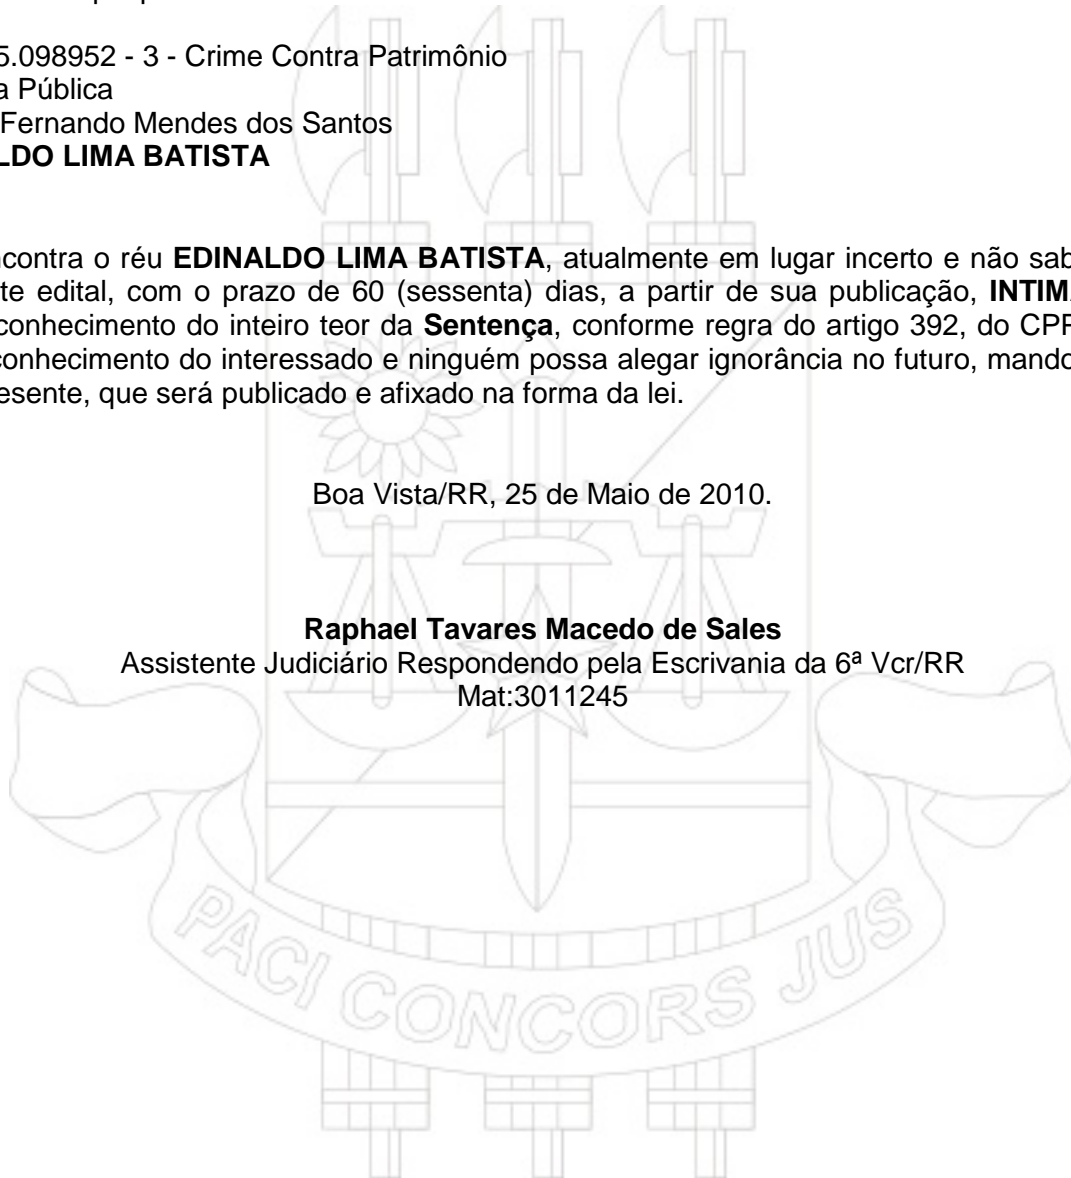 5.098952 - 3 - Crime Contra Patrimônio
a Pública
Fernando Mendes dos Santos
LDO LIMA BATISTA
ncontra o réu EDINALDO LIMA BATISTA, atualmente em lugar incerto e não sab
te edital, com o prazo de 60 (sessenta) dias, a partir de sua publicação, INTIMA
conhecimento do inteiro teor da Sentença, conforme regra do artigo 392, do CPP
conhecimento do interessado e ninguém possa alegar ignorância no futuro, mando
esente, que será publicado e afixado na forma da lei.
Boa Vista/RR, 25 de Maio de 2010.
Raphael Tavares Macedo de Sales
Assistente Judiciário Respondendo pela Escrivania da 6ª Vcr/RR
Mat:3011245
PACI CONCORS JUS